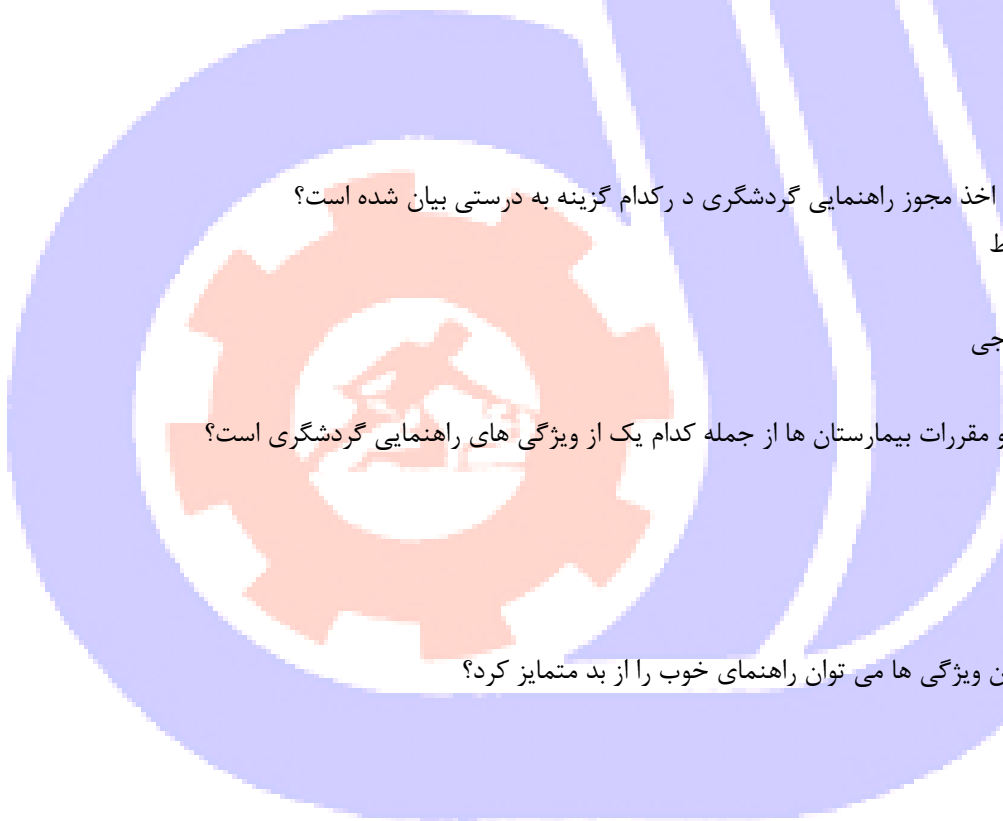 اخذ مجوز راهنمایی گردشگری د رکدام گزینه به درستی بیان شده است؟
ط
جی
و مقررات بیمارستان ها از جمله کدام یک از ویژگی های راهنمایی گردشگری است؟
ن ویژگی ها می توان راهنمای خوب را از بد متمایز کرد؟